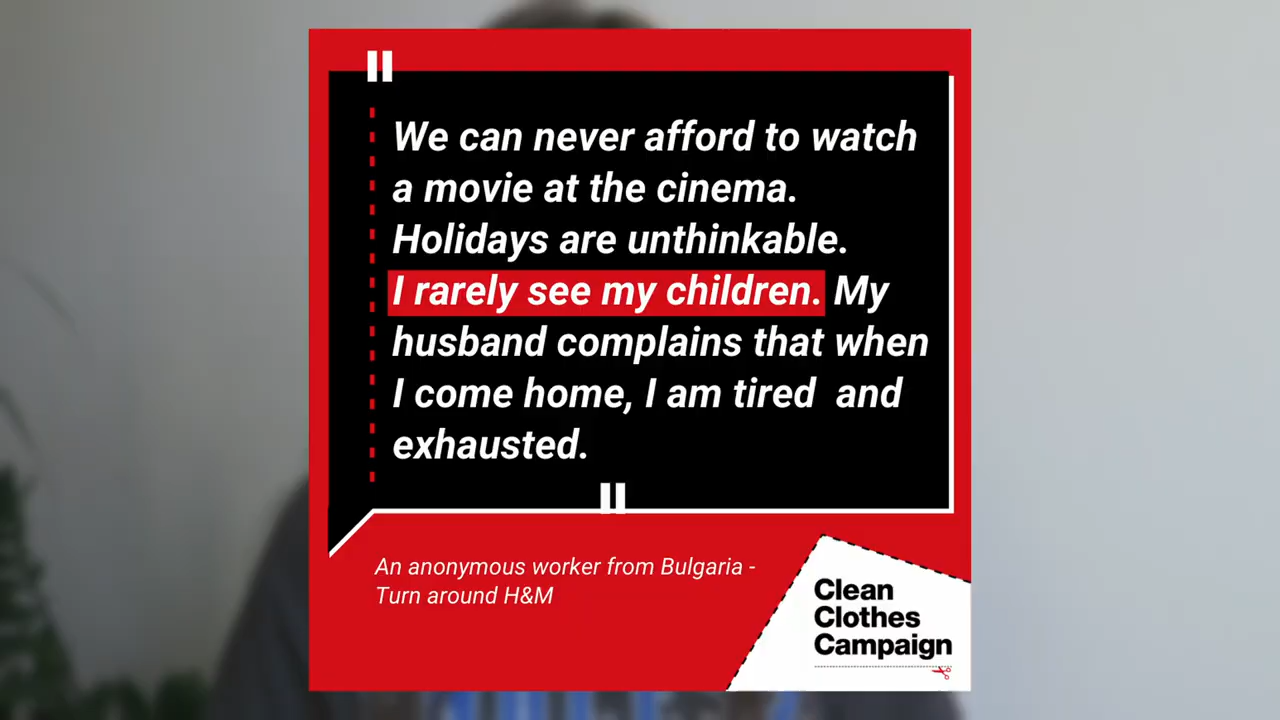 "
We can never afford to watch
a movie at the cinema.
Holidays are unthinkable.
I rarely see my children. My
husband complains that when
I come home, I am tired and
exhausted.
"
An anonymous worker from Bulgaria -
Turn around H&M
Clean
Clothes
Campaign